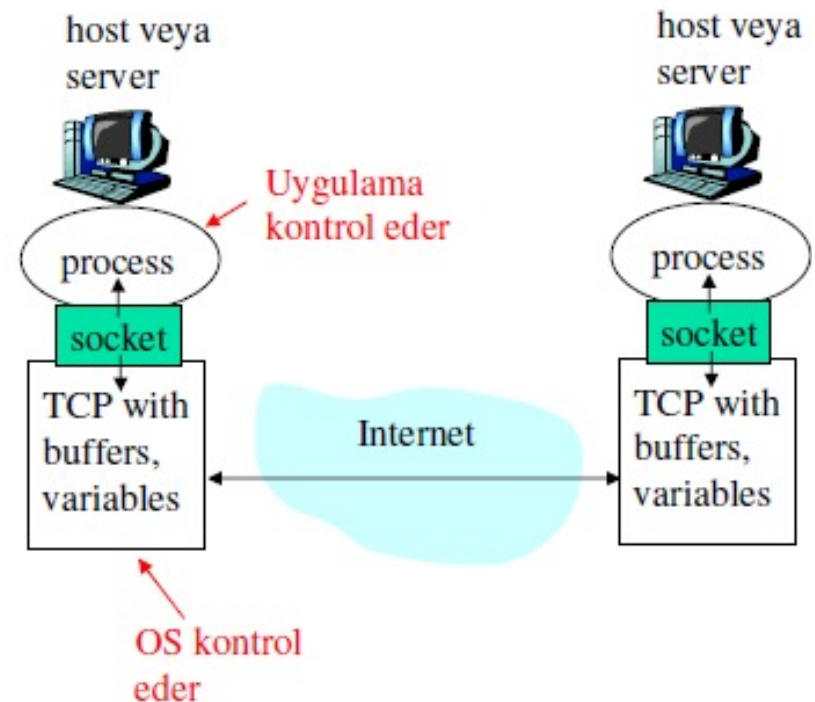 host veya
server
host veya
server
Uygulama
kontrol eder
process
process
socket
socket
TCP with
buffers,
variables
Internet
TCP with
buffers,
variables
OS kontrol
eder